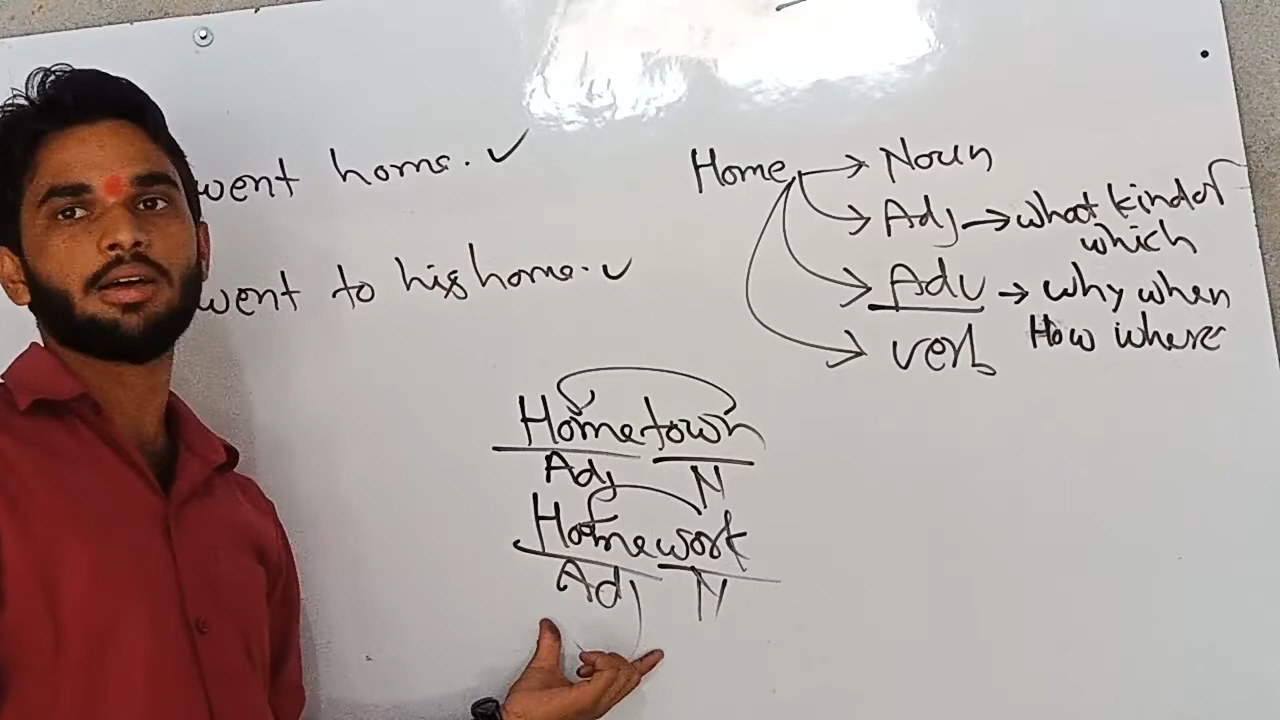 went home. ✓
went to his home. ✓
Home → Noun
→ Adj → what kind of
which
→ Adv → why when
How where
→ verb
Hometown
Adj N
Homework
Adj N